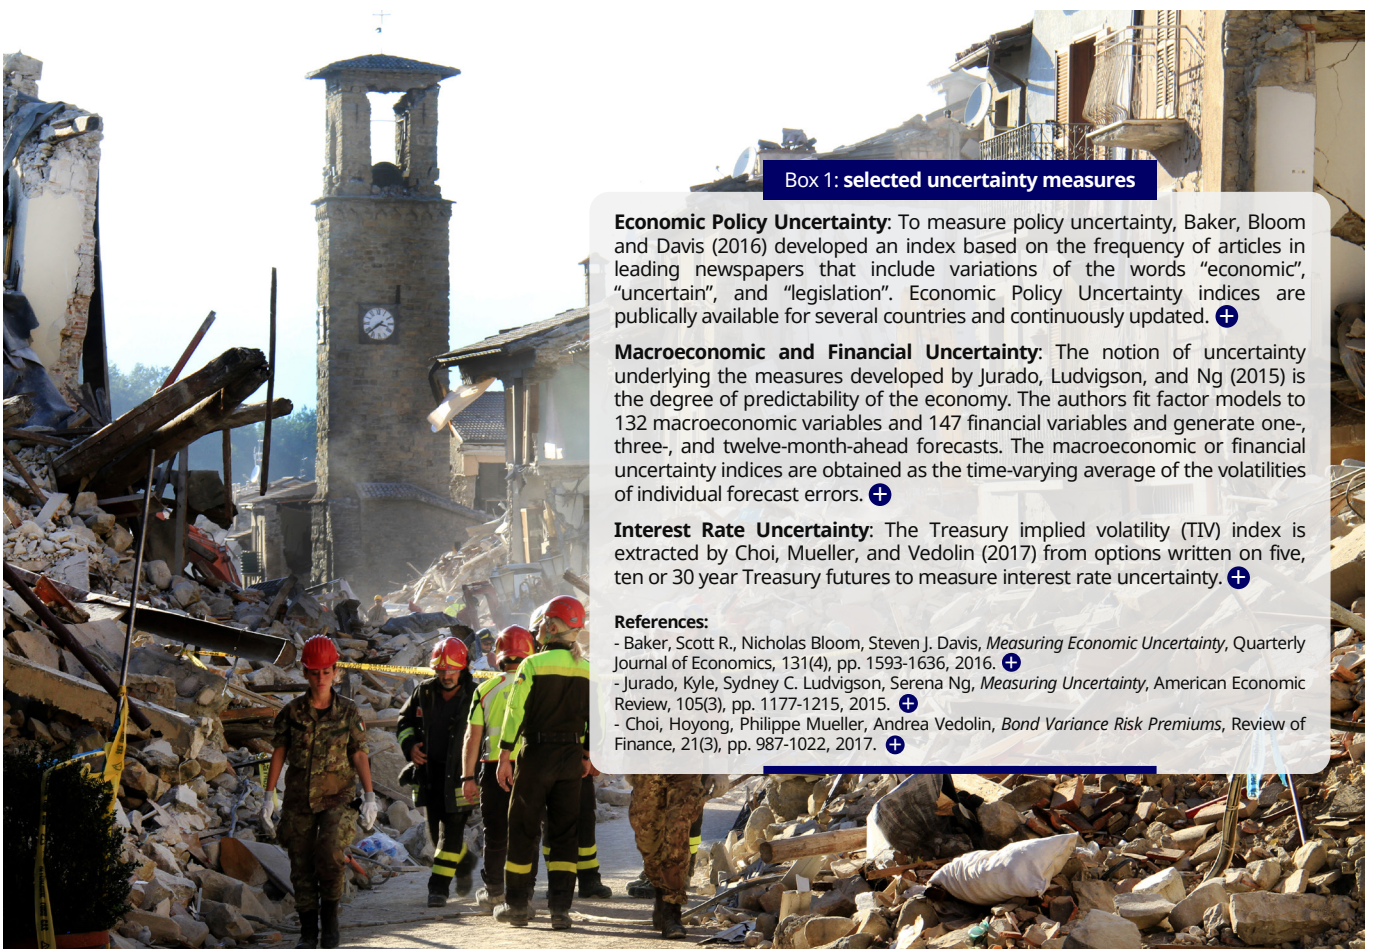 Box 1: selected uncertainty measures
Economic Policy Uncertainty: To measure policy uncertainty, Baker, Bloom
and Davis (2016) developed an index based on the frequency of articles in
leading newspapers that include variations of the words “economic”,
“uncertain”, and “legislation”. Economic Policy Uncertainty indices are
publically available for several countries and continuously updated.
Macroeconomic and Financial Uncertainty: The notion of uncertainty
underlying the measures developed by Jurado, Ludvigson, and Ng (2015) is
the degree of predictability of the economy. The authors fit factor models to
132 macroeconomic variables and 147 financial variables and generate one-,
three-, and twelve-month-ahead forecasts. The macroeconomic or financial
uncertainty indices are obtained as the time-varying average of the volatilities
of individual forecast errors.
Interest Rate Uncertainty: The Treasury implied volatility (TIV) index is
extracted by Choi, Mueller, and Vedolin (2017) from options written on five,
ten or 30 year Treasury futures to measure interest rate uncertainty.
References:
- Baker, Scott R., Nicholas Bloom, Steven J. Davis, Measuring Economic Uncertainty, Quarterly
Journal of Economics, 131(4), pp. 1593-1636, 2016.
- Jurado, Kyle, Sydney C. Ludvigson, Serena Ng, Measuring Uncertainty, American Economic
Review, 105(3), pp. 1177-1215, 2015.
- Choi, Hoyong, Philippe Mueller, Andrea Vedolin, Bond Variance Risk Premiums, Review of
Finance, 21(3), pp. 987-1022, 2017.